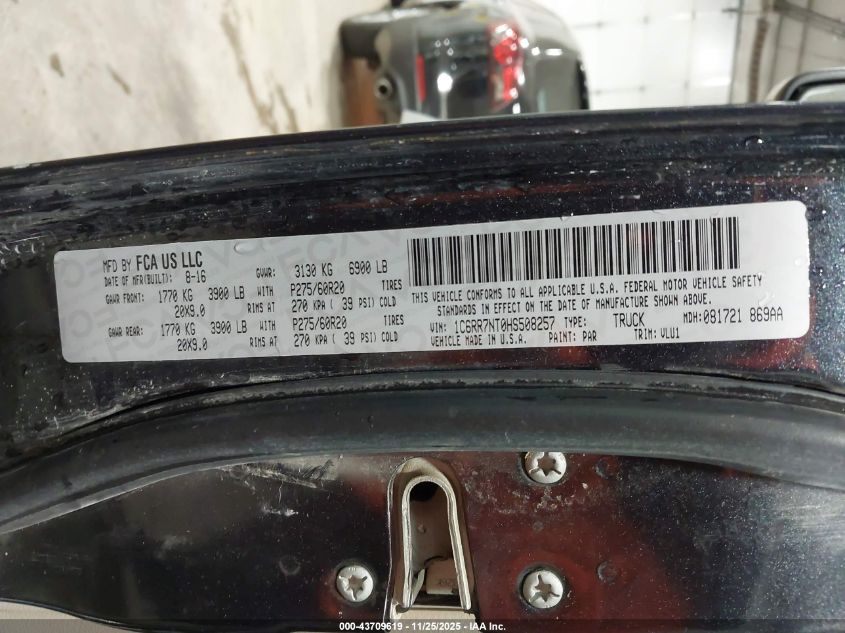 MFD BY FCA US LLC
DATE OF MFR(BUILT): 8-16 GVWR: 3130 KG 6900 LB
GAWR FRONT: 1770 KG 3900 LB WITH P275/60R20 TIRES
20X9.0 RIMS AT 270 KPA ( 39 PSI) COLD
GAWR REAR: 1770 KG 3900 LB WITH P275/60R20 TIRES
20X9.0 RIMS AT 270 KPA ( 39 PSI) COLD
THIS VEHICLE CONFORMS TO ALL APPLICABLE U.S.A. FEDERAL MOTOR VEHICLE SAFETY
STANDARDS IN EFFECT ON THE DATE OF MANUFACTURE SHOWN ABOVE.
VIN: 1C6RR7NT0HS508257 TYPE: TRUCK MDH: 081721 869AA
VEHICLE MADE IN U.S.A. PAINT: PAR TRIM: VLU1
000-43709619 - 11/25/2025 - IAA Inc.